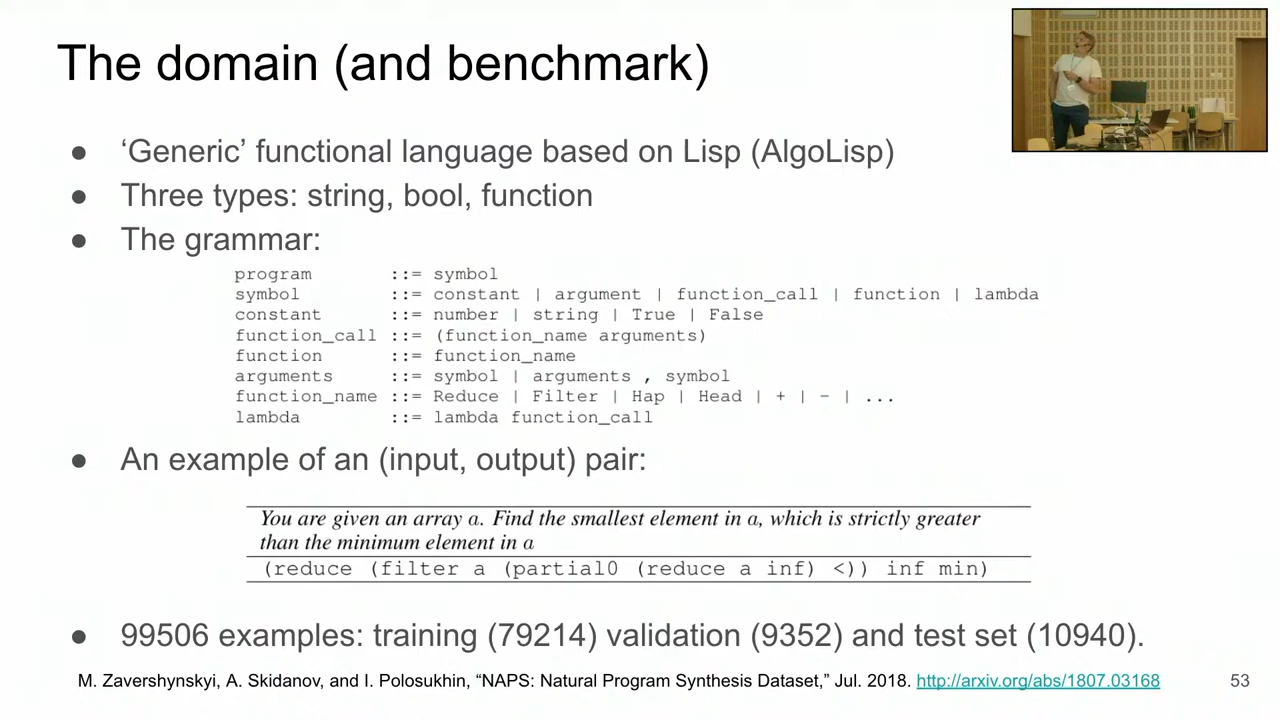 The domain (and benchmark)
● ‘Generic’ functional language based on Lisp (AlgoLisp)
● Three types: string, bool, function
● The grammar:
program ::= symbol
symbol ::= constant | argument | function_call | function | lambda
constant ::= number | string | True | False
function_call ::= (function_name arguments)
function ::= function_name
arguments ::= symbol | arguments , symbol
function_name ::= Reduce | Filter | Hap | Head | + | - | ...
lambda ::= lambda function_call
● An example of an (input, output) pair:
You are given an array a. Find the smallest element in a, which is strictly greater
than the minimum element in a
(reduce (filter a (partial0 (reduce a inf) <)) inf min)
● 99506 examples: training (79214) validation (9352) and test set (10940).
M. Zavershynskyi, A. Skidanov, and I. Polosukhin, “NAPS: Natural Program Synthesis Dataset,” Jul. 2018. http://arxiv.org/abs/1807.03168
53